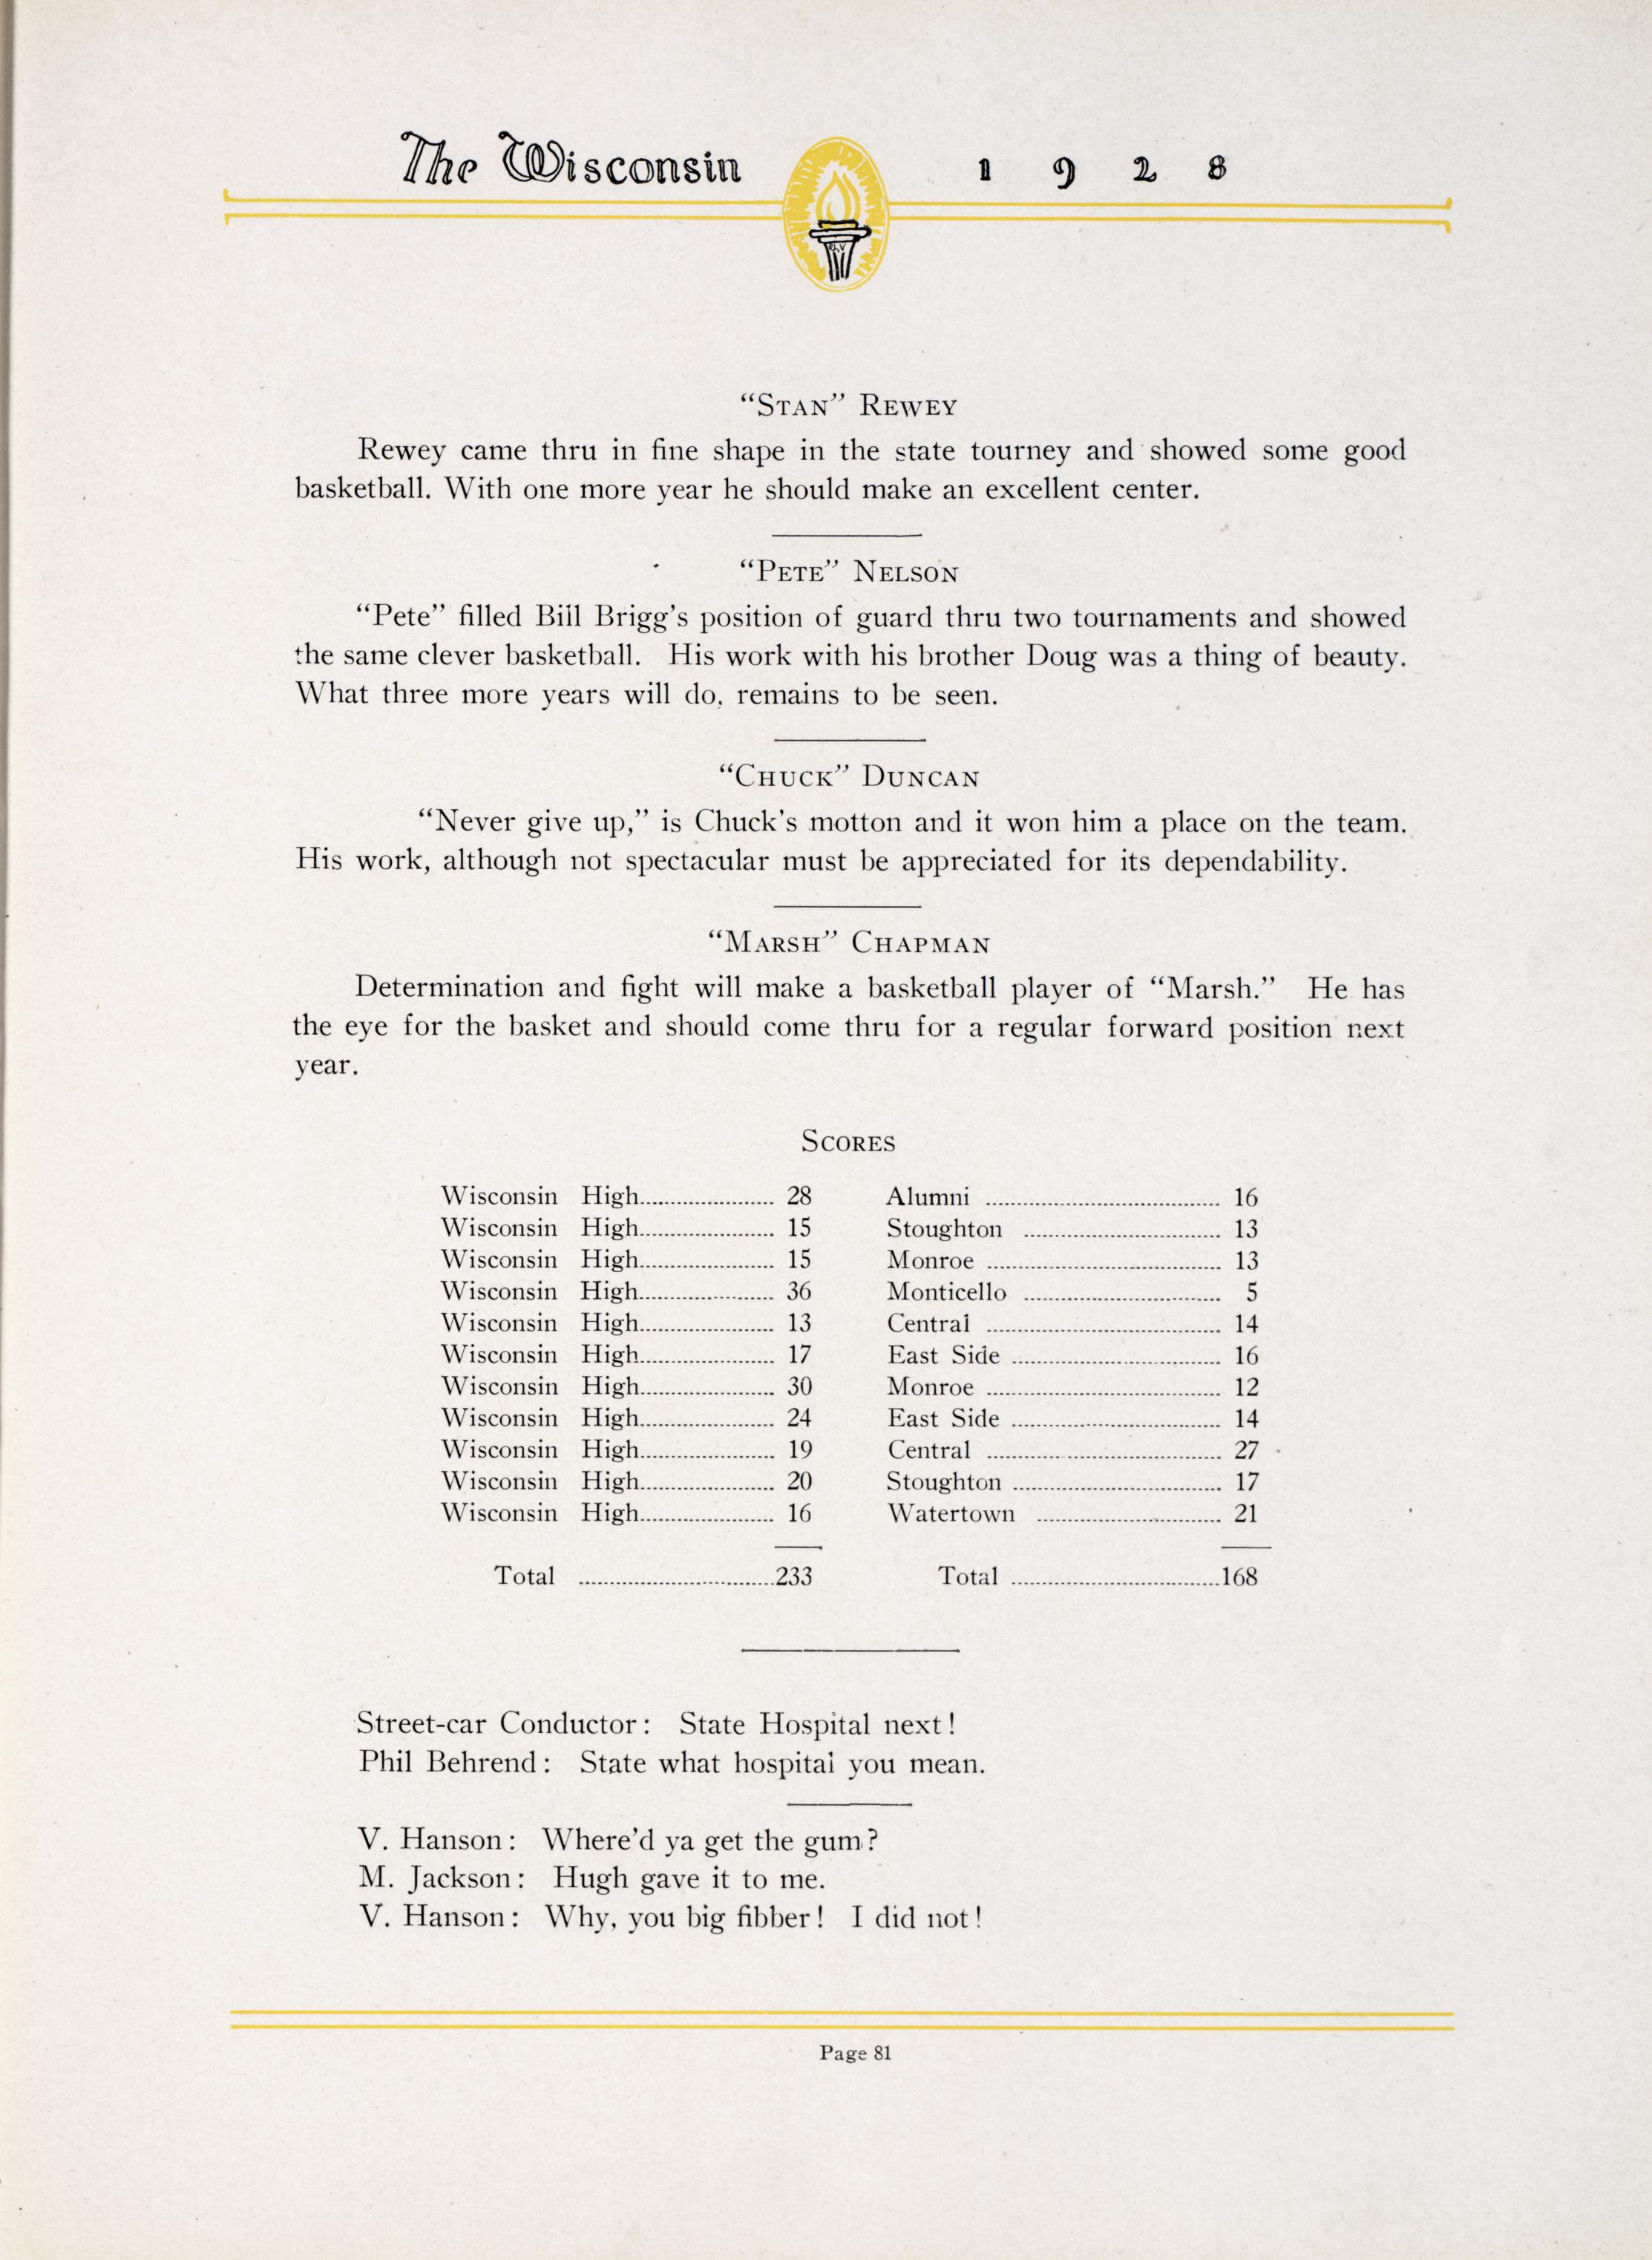 The Wisconsin 1 9 2 8
“STAN” REWEY
Rewey came thru in fine shape in the state tourney and showed some good
basketball. With one more year he should make an excellent center.
“PETE” NELSON
“Pete” filled Bill Brigg’s position of guard thru two tournaments and showed
the same clever basketball. His work with his brother Doug was a thing of beauty.
What three more years will do, remains to be seen.
“CHUCK” DUNCAN
“Never give up,” is Chuck’s motton and it won him a place on the team.
His work, although not spectacular must be appreciated for its dependability.
“MARSH” CHAPMAN
Determination and fight will make a basketball player of “Marsh.” He has
the eye for the basket and should come thru for a regular forward position next
year.
SCORES
Wisconsin High 28 Alumni 16
Wisconsin High 15 Stoughton 13
Wisconsin High 15 Monroe 13
Wisconsin High 36 Monticello 5
Wisconsin High 13 Central 14
Wisconsin High 17 East Side 16
Wisconsin High 30 Monroe 12
Wisconsin High 24 East Side 14
Wisconsin High 19 Central 27
Wisconsin High 20 Stoughton 17
Wisconsin High 16 Watertown 21
Total 233 Total 168
Street-car Conductor: State Hospital next!
Phil Behrend: State what hospital you mean.
V. Hanson: Where’d ya get the gum?
M. Jackson: Hugh gave it to me.
V. Hanson: Why, you big fibber! I did not!
Page 81